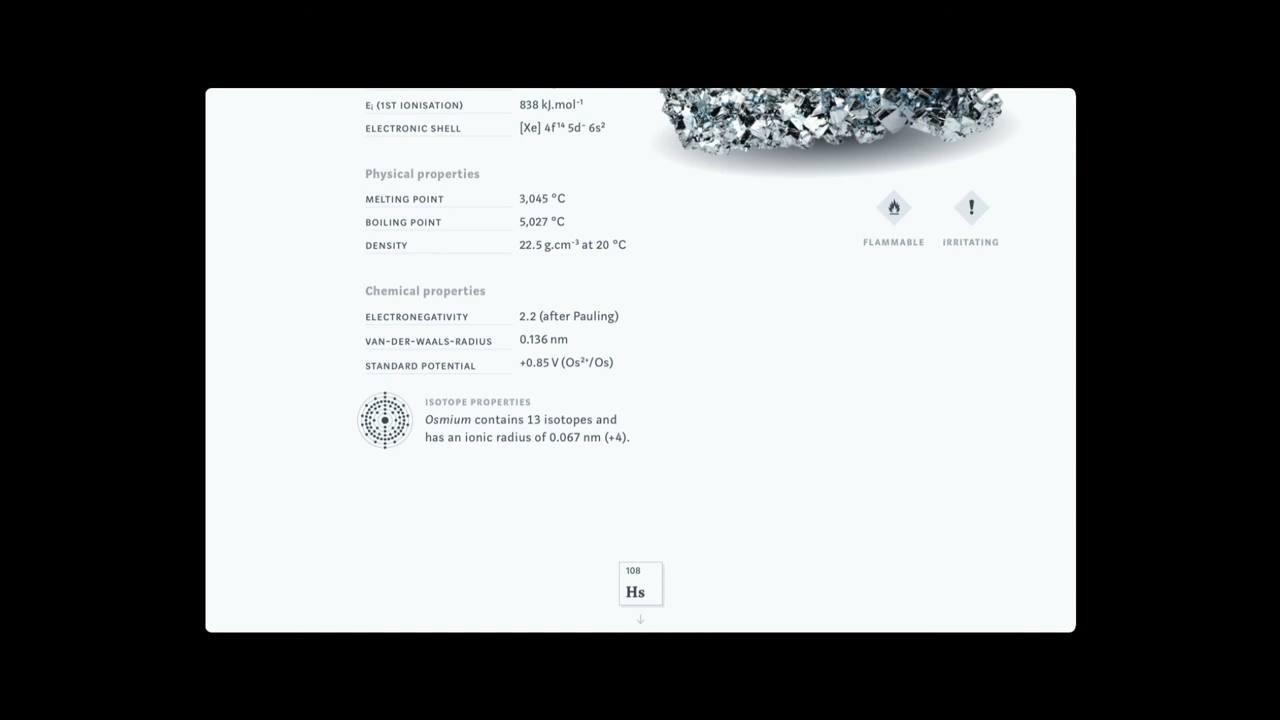 Eᵢ (1ST IONISATION) 838 kJ.mol⁻¹
ELECTRONIC SHELL [Xe] 4f¹⁴ 5d⁻ 6s²
Physical properties
MELTING POINT 3,045 °C
BOILING POINT 5,027 °C
DENSITY 22.5 g.cm⁻³ at 20 °C
FLAMMABLE IRRITATING
Chemical properties
ELECTRONEGATIVITY 2.2 (after Pauling)
VAN-DER-WAALS-RADIUS 0.136 nm
STANDARD POTENTIAL +0.85 V (Os²⁺/Os)
ISOTOPE PROPERTIES
Osmium contains 13 isotopes and
has an ionic radius of 0.067 nm (+4).
108
Hs